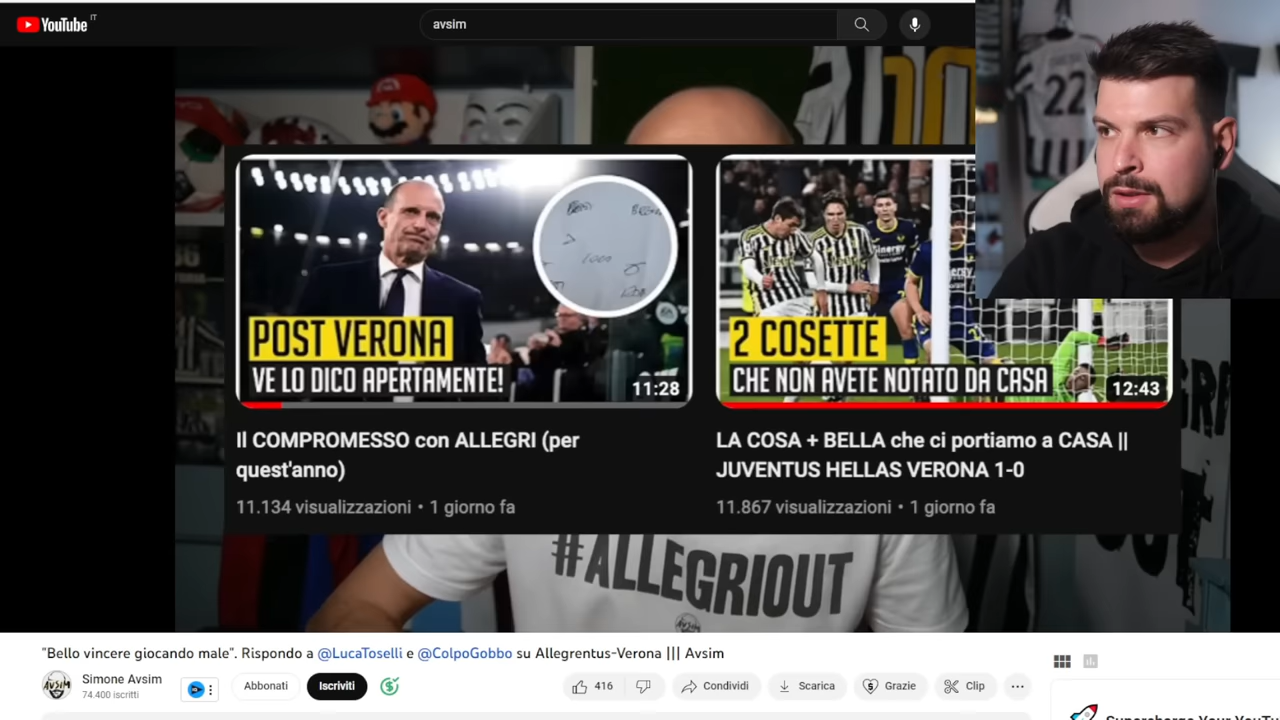 YouTube IT
avsim
22
10
POST VERONA
VE LO DICO APERTAMENTE!
11:28
2 COSETTE
CHE NON AVETE NOTATO DA CASA
12:43
Il COMPROMESSO con ALLEGRI (per
quest'anno)
11.134 visualizzazioni • 1 giorno fa
LA COSA + BELLA che ci portiamo a CASA ||
JUVENTUS HELLAS VERONA 1-0
11.867 visualizzazioni • 1 giorno fa
#ALLEGRIOUT
"Bello vincere giocando male". Rispondo a @LucaToselli e @ColpoGobbo su Allegrentus-Verona ||| Avsim
AVSIM
Simone Avsim
74.400 iscritti
Abbonati
Iscriviti
416
Condividi
Scarica
Grazie
Clip